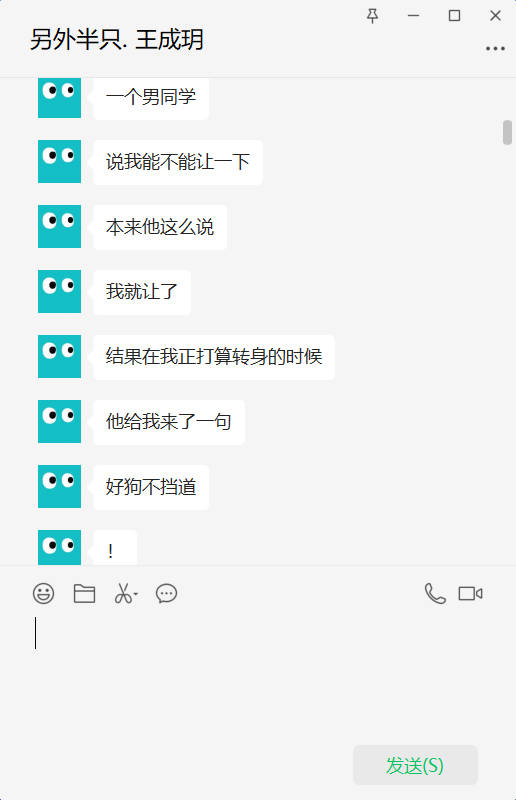 另外半只. 王成玥
一个男同学
说我能不能让一下
本来他这么说
我就让了
结果在我正打算转身的时候
他给我来了一句
好狗不挡道
！
发送(S)